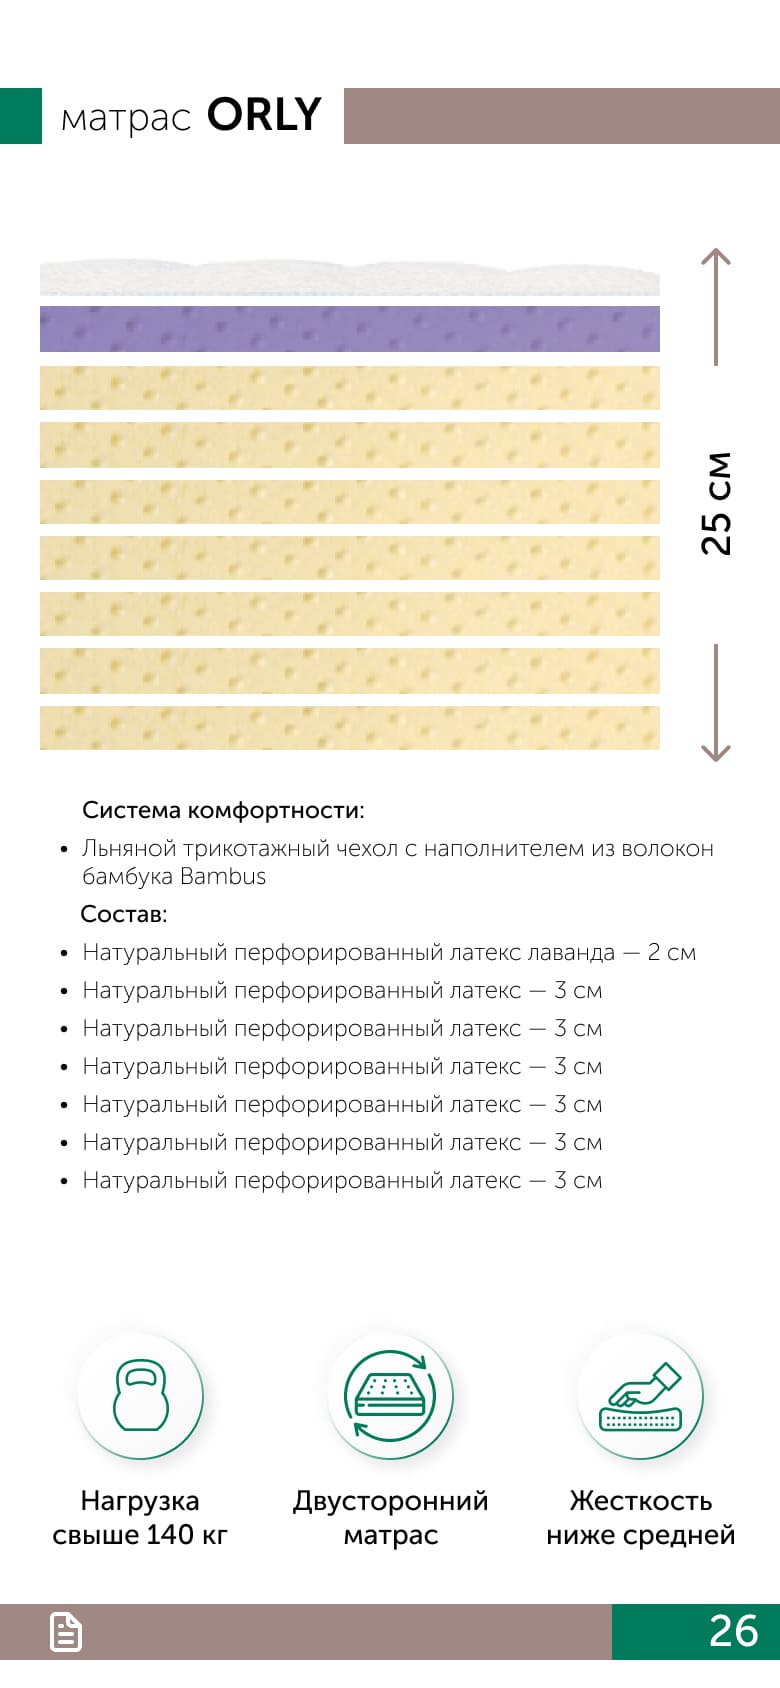 матрас ORLY
25 см
Система комфортности:
• Льняной трикотажный чехол с наполнителем из волокон
бамбука Bambus
Состав:
• Натуральный перфорированный латекс лаванда — 2 см
• Натуральный перфорированный латекс — 3 см
• Натуральный перфорированный латекс — 3 см
• Натуральный перфорированный латекс — 3 см
• Натуральный перфорированный латекс — 3 см
• Натуральный перфорированный латекс — 3 см
• Натуральный перфорированный латекс — 3 см
Нагрузка
свыше 140 кг
Двусторонний
матрас
Жесткость
ниже средней
26